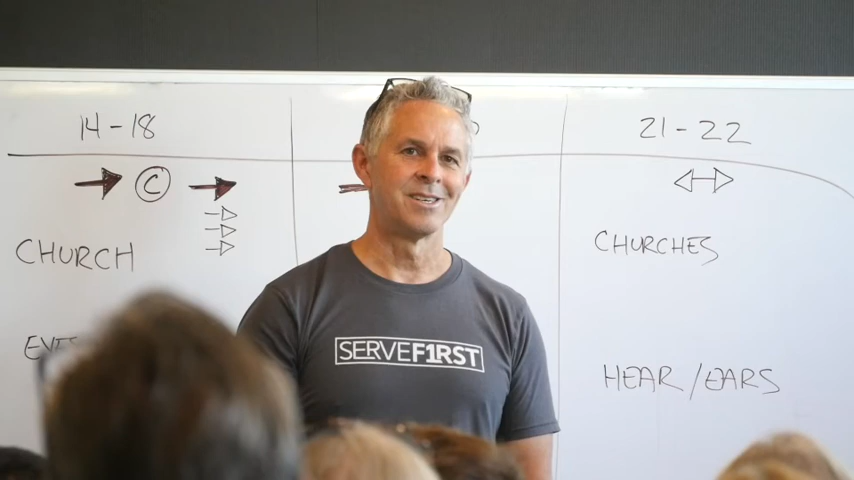 14-18
21-22
C
CHURCH
CHURCHES
SERVEF1RST
HEAR/EARS